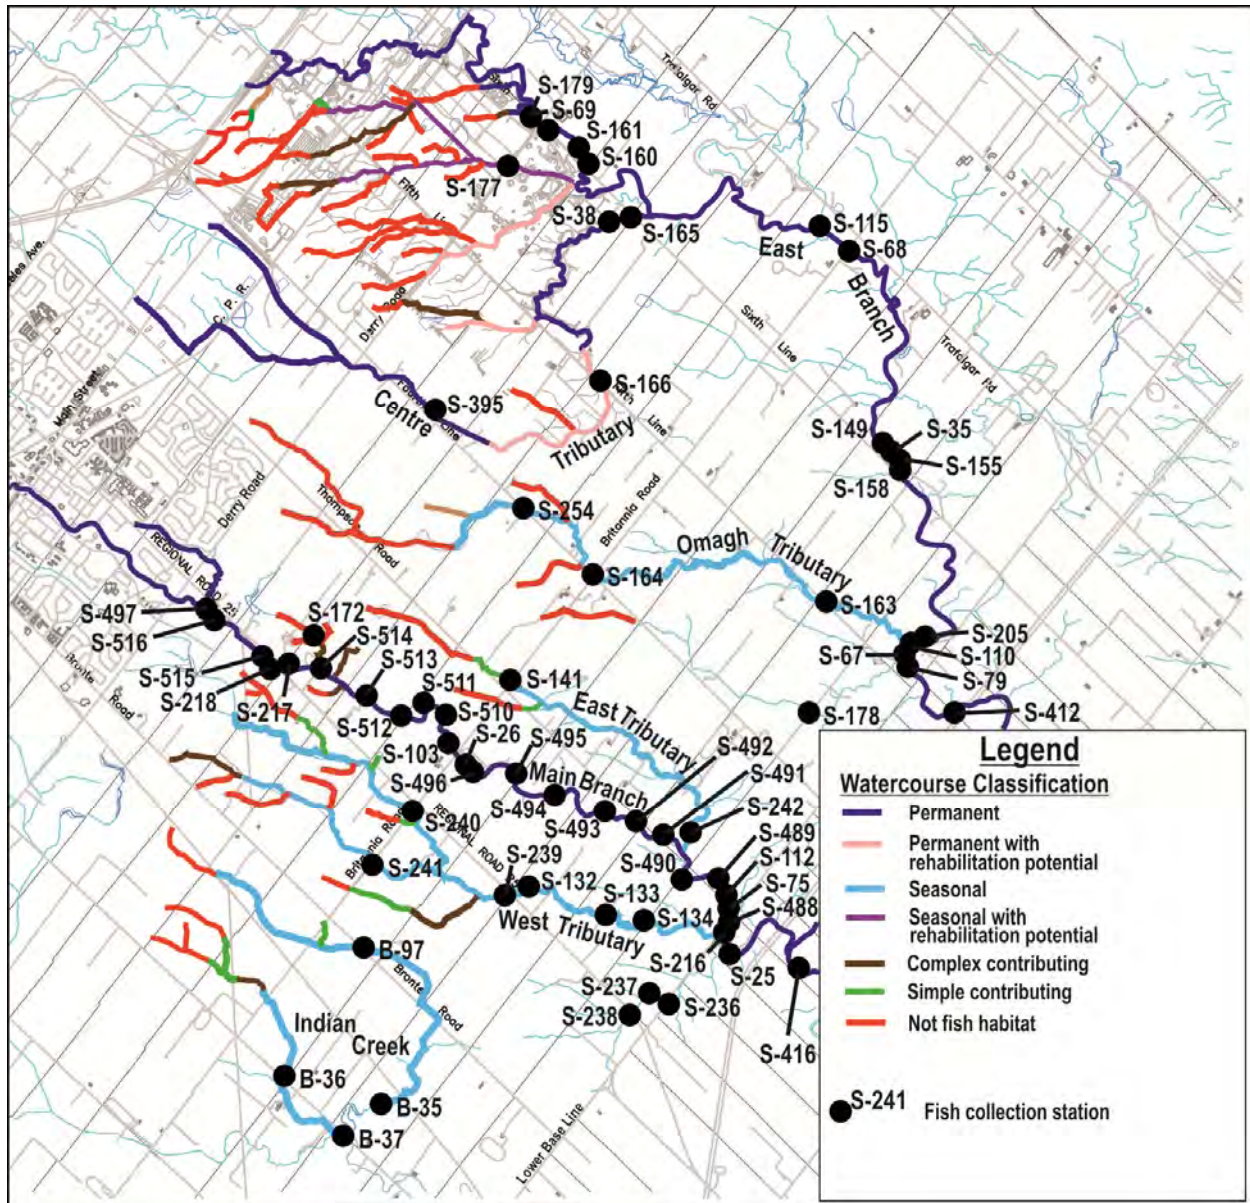 Trafalgar Rd
S-179
S-69
S-161
S-160
S-177
Fifth
S-38
S-165
S-115
East
S-68
Branch
C. P. R.
Derry Road
Sixth
Line
Trafalgar Rd
Main Street
S-166
Line
Centre
S-395
Tributary
S-149
S-35
S-155
S-158
Derry Road
Thompson
Road
S-254
Britannia Road
Omagh
Tributary
S-164
S-163
REGIONAL ROAD 25
S-497
S-516
S-172
S-514
S-513
S-205
S-110
S-67
S-79
Bronte
Road
S-515
S-218
S-217
S-511
S-141
S-512
S-510
East Tributary
S-178
S-412
S-103
S-26
S-495
S-492
S-496
Main Branch
S-491
S-494
S-493
S-242
S-240
REGIONAL ROAD
Britannia Road
S-241
S-239
S-132
S-490
S-489
S-112
S-133
S-75
S-134
S-488
West Tributary
S-216
S-25
B-97
Bronte
Road
S-237
S-236
S-238
S-416
Indian
Creek
B-36
B-35
B-37
Lower Base Line
Legend
Watercourse Classification
Permanent
Permanent with
rehabilitation potential
Seasonal
Seasonal with
rehabilitation potential
Complex contributing
Simple contributing
Not fish habitat
S-241
Fish collection station